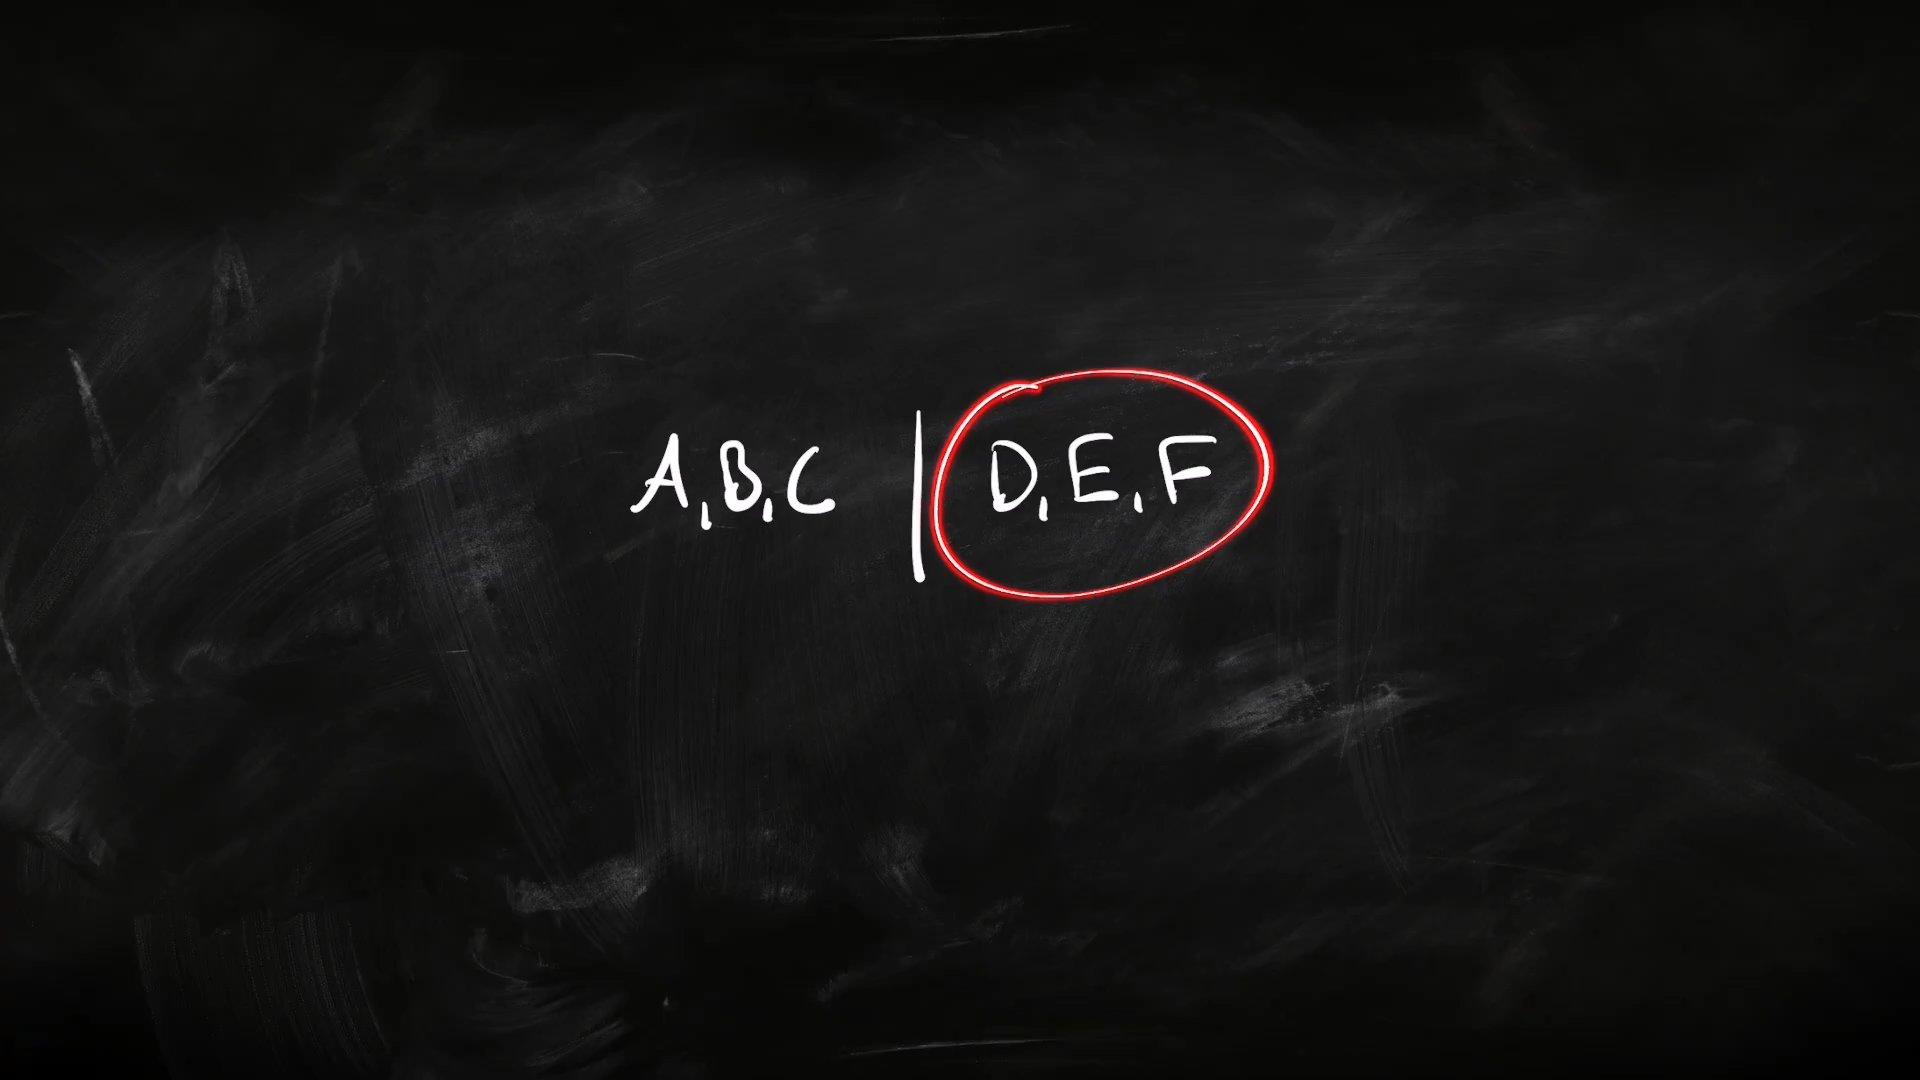 A, B, C | D, E, F